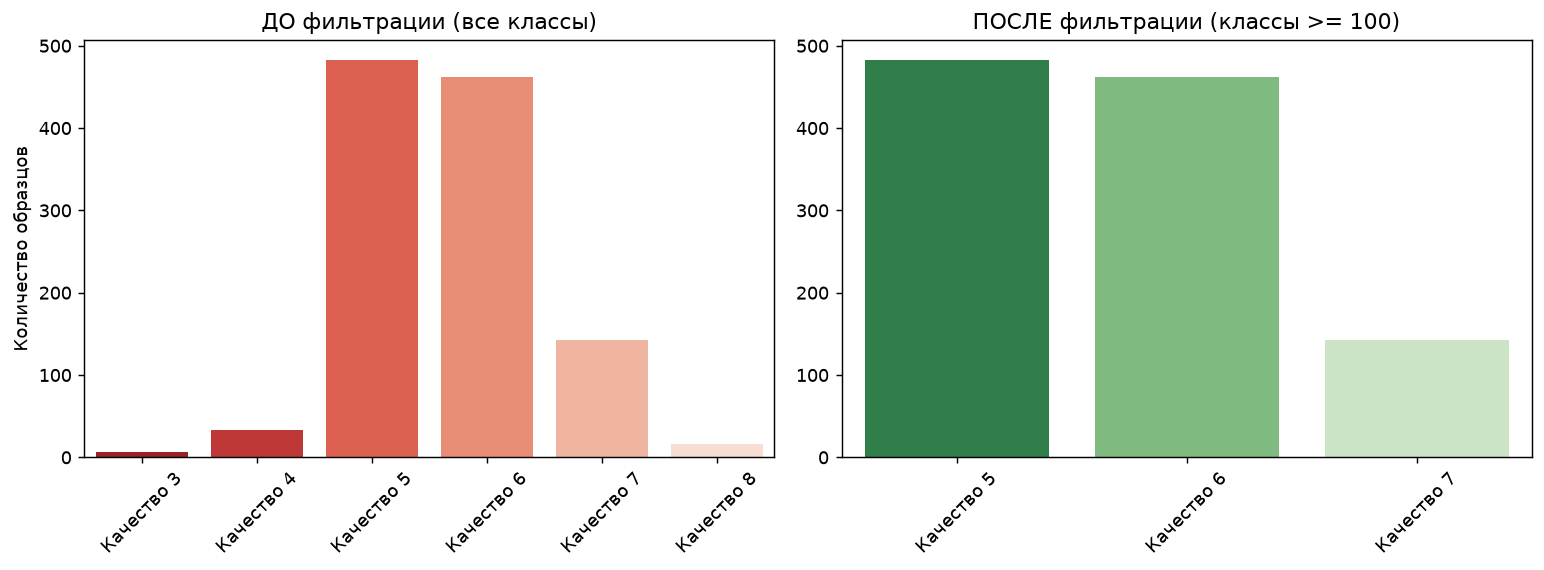 ДО фильтрации (все классы)
Количество образцов
500
400
300
200
100
0
Качество 3
Качество 4
Качество 5
Качество 6
Качество 7
Качество 8
ПОСЛЕ фильтрации (классы >= 100)
500
400
300
200
100
0
Качество 5
Качество 6
Качество 7